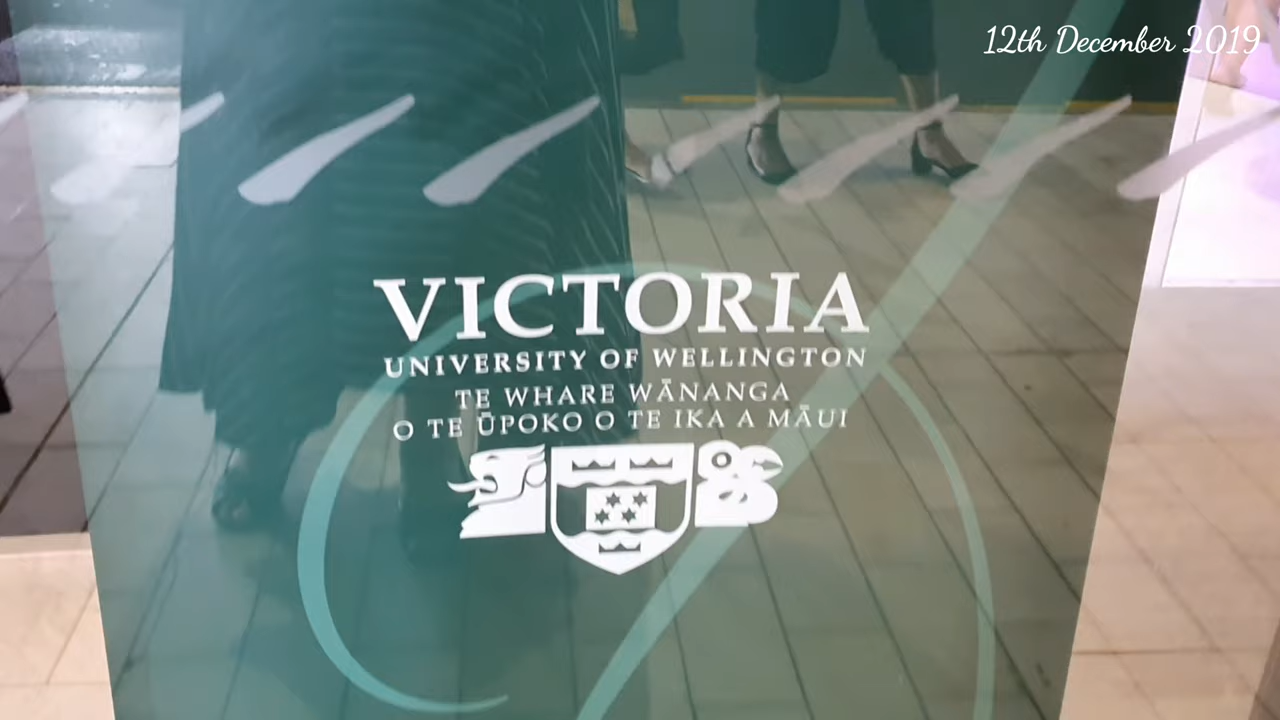 12th December 2019
VICTORIA
UNIVERSITY OF WELLINGTON
TE WHARE WĀNANGA
O TE ŪPOKO O TE IKA A MĀUI